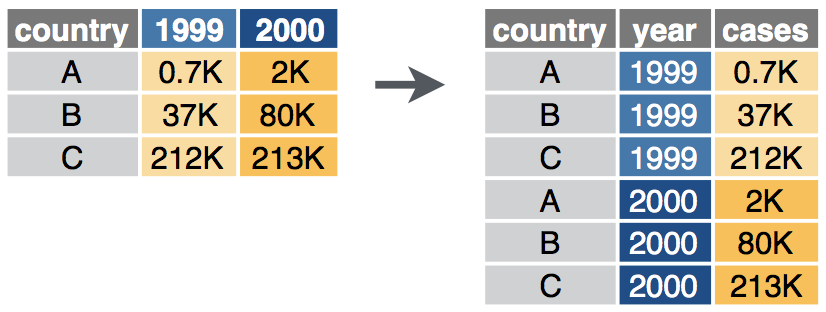 country 1999 2000
A 0.7K 2K
B 37K 80K
C 212K 213K
country year cases
A 1999 0.7K
B 1999 37K
C 1999 212K
A 2000 2K
B 2000 80K
C 2000 213K